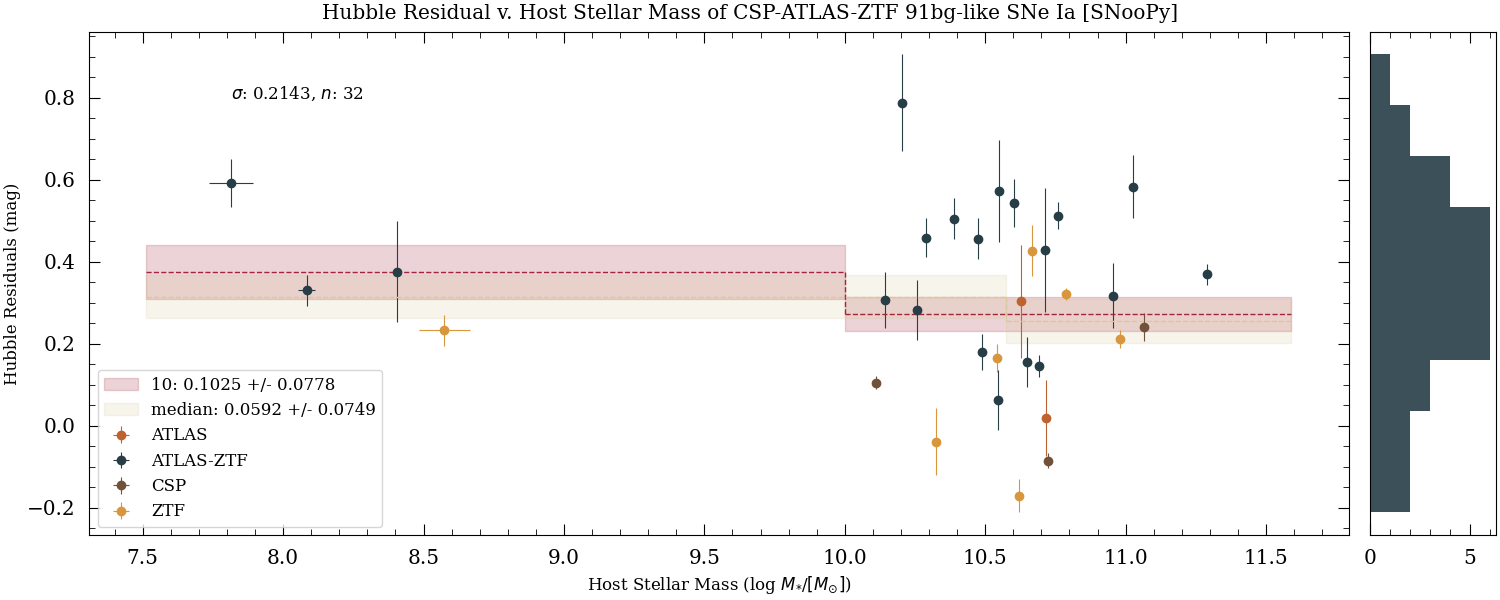 Hubble Residual v. Host Stellar Mass of CSP-ATLAS-ZTF 91bg-like SNe Ia [SNooPy]
Hubble Residuals (mag)
0.8
0.6
0.4
0.2
0.0
−0.2
σ: 0.2143, n: 32
10: 0.1025 +/- 0.0778
median: 0.0592 +/- 0.0749
ATLAS
ATLAS-ZTF
CSP
ZTF
7.5 8.0 8.5 9.0 9.5 10.0 10.5 11.0 11.5
0 5
Host Stellar Mass (log M*/[M⊙])